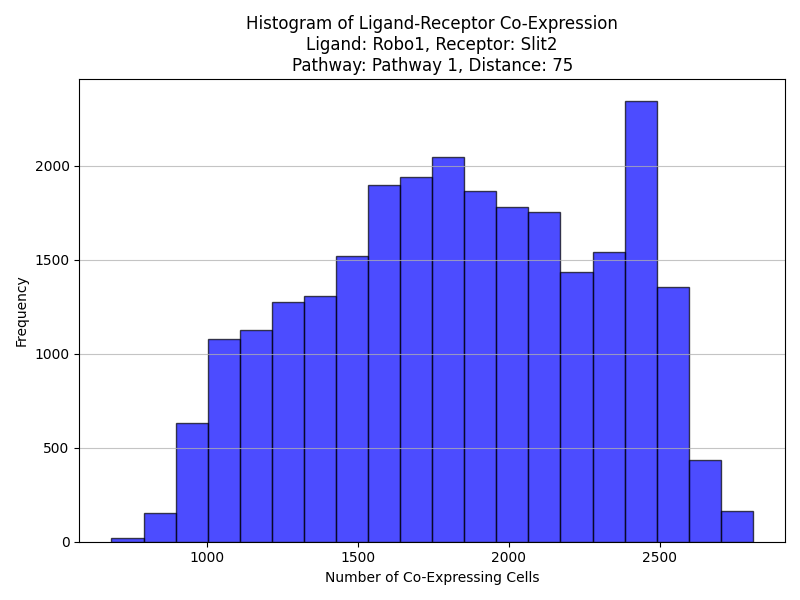 Histogram of Ligand-Receptor Co-Expression
Ligand: Robo1, Receptor: Slit2
Pathway: Pathway 1, Distance: 75
2000
1500
1000
500
0
Frequency
1000 1500 2000 2500
Number of Co-Expressing Cells